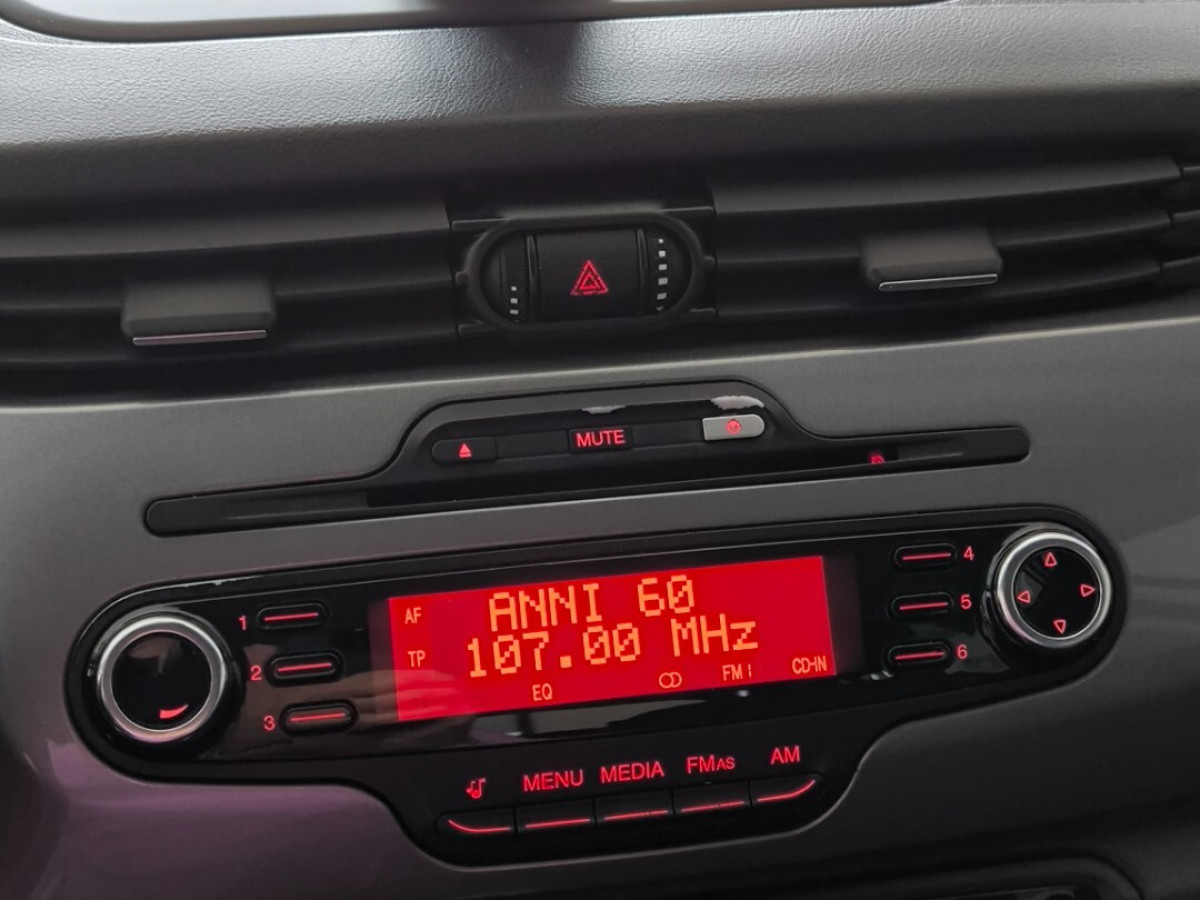 MUTE
1
2
3
AF
TP
ANNI 60
107.00 MHz
EQ
FM1
CD-IN
4
5
6
MENU
MEDIA
FMAS
AM